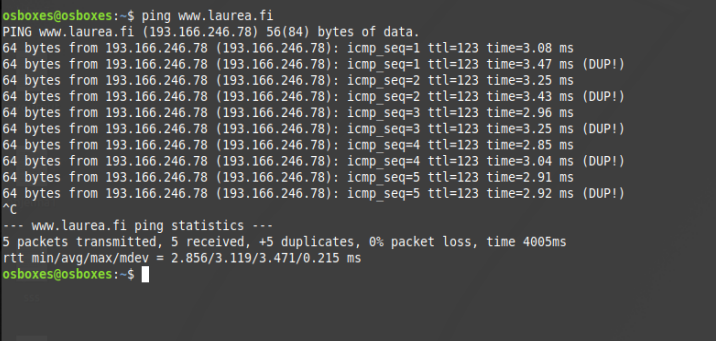 osboxes@osboxes:~$ ping www.laurea.fi
PING www.laurea.fi (193.166.246.78) 56(84) bytes of data.
64 bytes from 193.166.246.78 (193.166.246.78): icmp_seq=1 ttl=123 time=3.08 ms
64 bytes from 193.166.246.78 (193.166.246.78): icmp_seq=1 ttl=123 time=3.47 ms (DUP!)
64 bytes from 193.166.246.78 (193.166.246.78): icmp_seq=2 ttl=123 time=3.25 ms
64 bytes from 193.166.246.78 (193.166.246.78): icmp_seq=2 ttl=123 time=3.43 ms (DUP!)
64 bytes from 193.166.246.78 (193.166.246.78): icmp_seq=3 ttl=123 time=2.96 ms
64 bytes from 193.166.246.78 (193.166.246.78): icmp_seq=3 ttl=123 time=3.25 ms (DUP!)
64 bytes from 193.166.246.78 (193.166.246.78): icmp_seq=4 ttl=123 time=2.85 ms
64 bytes from 193.166.246.78 (193.166.246.78): icmp_seq=4 ttl=123 time=3.04 ms (DUP!)
64 bytes from 193.166.246.78 (193.166.246.78): icmp_seq=5 ttl=123 time=2.91 ms
64 bytes from 193.166.246.78 (193.166.246.78): icmp_seq=5 ttl=123 time=2.92 ms (DUP!)
^C
--- www.laurea.fi ping statistics ---
5 packets transmitted, 5 received, +5 duplicates, 0% packet loss, time 4005ms
rtt min/avg/max/mdev = 2.856/3.119/3.471/0.215 ms
osboxes@osboxes:~$